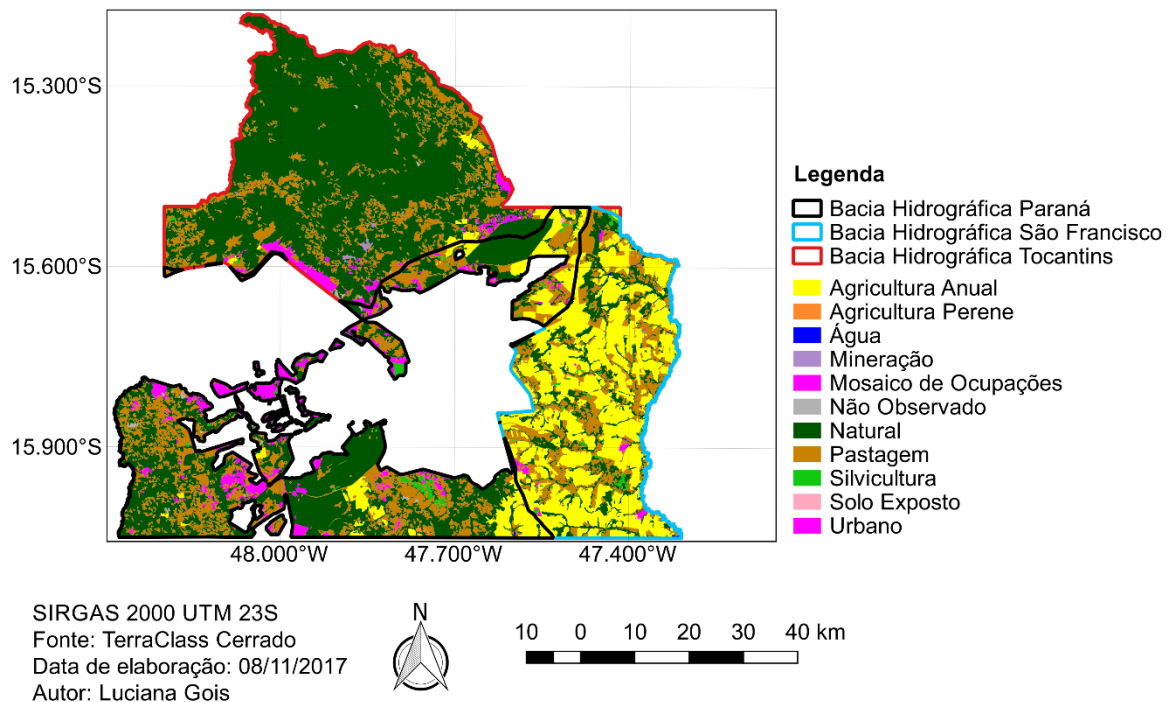 15.300°S
15.600°S
15.900°S
48.000°W
47.700°W
47.400°W
Legenda
Bacia Hidrográfica Paraná
Bacia Hidrográfica São Francisco
Bacia Hidrográfica Tocantins
Agricultura Anual
Agricultura Perene
Água
Mineração
Mosaico de Ocupações
Não Observado
Natural
Pastagem
Silvicultura
Solo Exposto
Urbano
SIRGAS 2000 UTM 23S
Fonte: TerraClass Cerrado
Data de elaboração: 08/11/2017
Autor: Luciana Gois
N
10 0 10 20 30 40 km